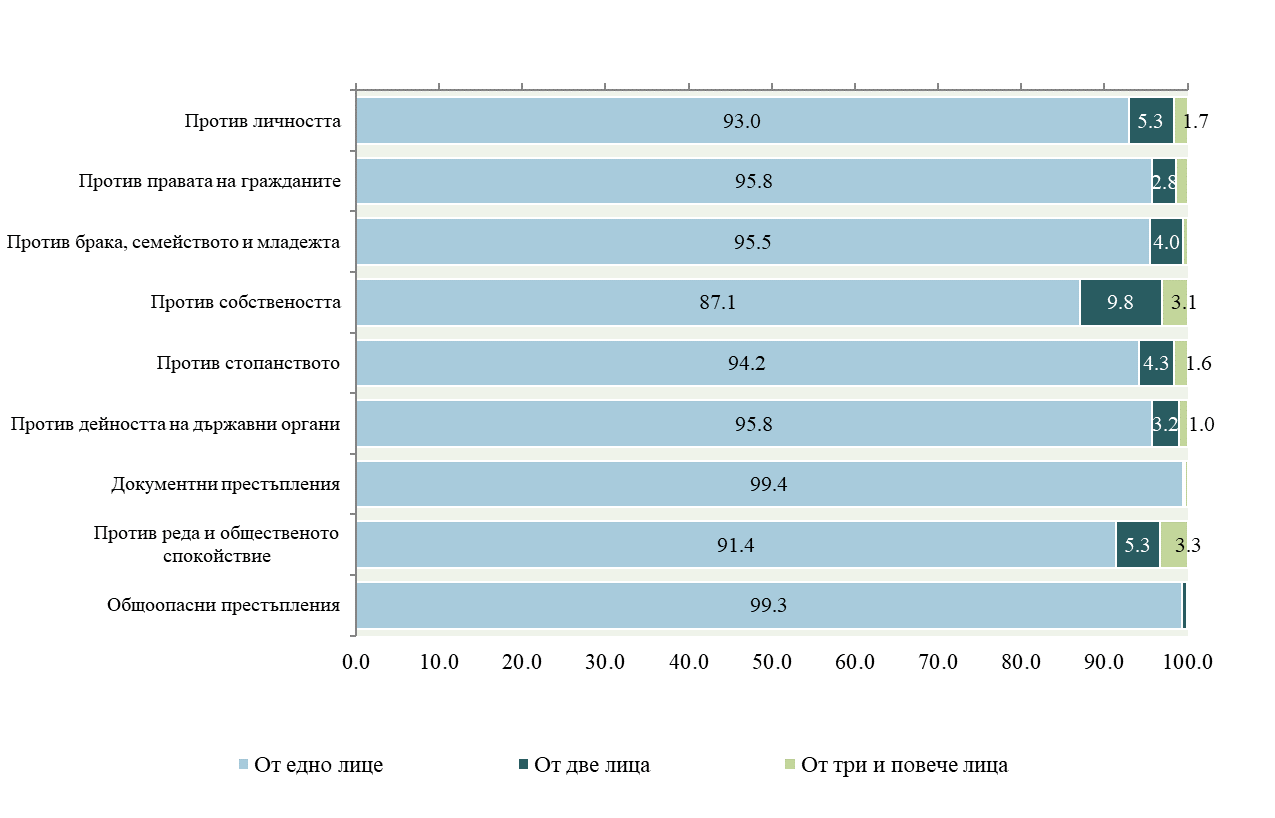 Против личността 93.0 5.3 1.7
Против правата на гражданите 95.8 2.8
Против брака, семейството и младежта 95.5 4.0
Против собствеността 87.1 9.8 3.1
Против стопанството 94.2 4.3 1.6
Против дейността на държавни органи 95.8 3.2 1.0
Документни престъпления 99.4
Против реда и общественото
спокойствие 91.4 5.3 3.3
Общоопасни престъпления 99.3
0.0 10.0 20.0 30.0 40.0 50.0 60.0 70.0 80.0 90.0 100.0
От едно лице От две лица От три и повече лица